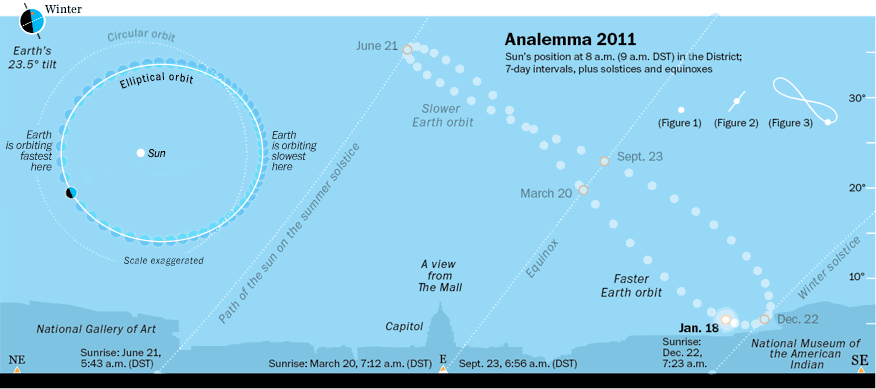 Winter
Earth's
23.5° tilt
Circular orbit
Elliptical orbit
Earth
is orbiting
fastest
here
Sun
Earth
is orbiting
slowest
here
Scale exaggerated
Analemma 2011
Sun's position at 8 a.m. (9 a.m. DST) in the District;
7-day intervals, plus solstices and equinoxes
June 21
Slower
Earth orbit
(Figure 1)
(Figure 2)
(Figure 3)
30°
Sept. 23
March 20
20°
Path of the sun on the summer solstice
Equinox
Winter solstice
A view
from
The Mall
Faster
Earth orbit
10°
National Gallery of Art
Capitol
Jan. 18
Dec. 22
National Museum of
the American
Indian
NE
Sunrise: June 21,
5:43 a.m. (DST)
Sunrise: March 20, 7:12 a.m. (DST)
E
Sept. 23, 6:56 a.m. (DST)
Sunrise:
Dec. 22,
7:23 a.m.
SE